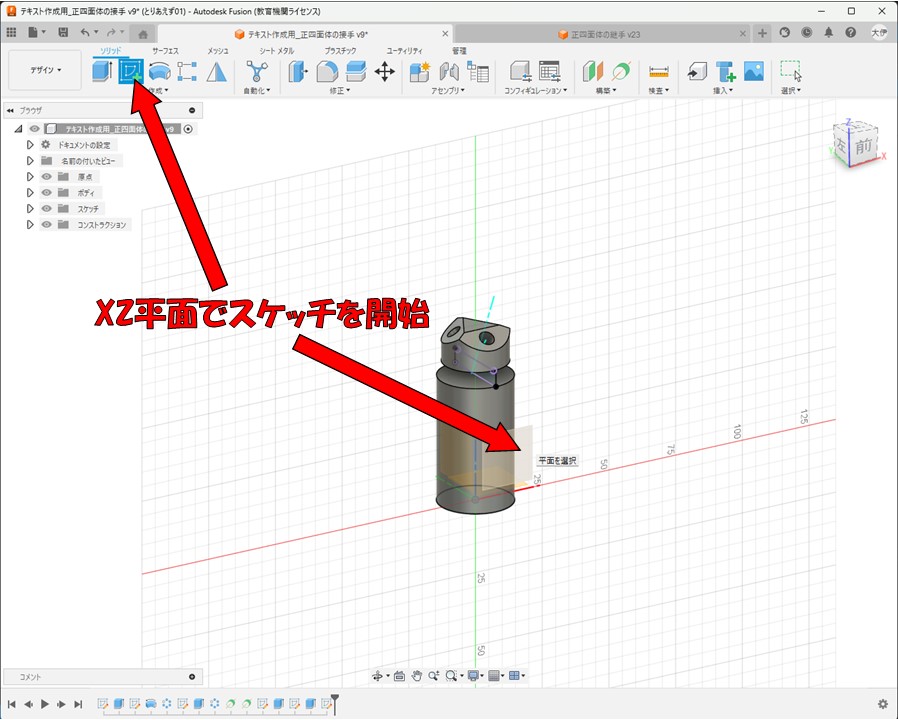 テキスト作成用_正四面体の接手 v9* (とりあえず01) - Autodesk Fusion (教育機関ライセンス)
テキスト作成用_正四面体の接手 v9*
正四面体の継手 v23
大伊
ソリッド サーフェス メッシュ シート メタル プラスチック ユーティリティ 管理
デザイン
作成 自動化 修正 アセンブリ コンフィギュレーション 構築 検査 挿入 選択
ブラウザ
テキスト作成用_正四面体の v9
ドキュメントの設定
名前の付いたビュー
原点
ボディ
スケッチ
コンストラクション
Z
左 前
Y X
XZ平面でスケッチを開始
平面を選択
25 50 75 100 125
25
50
コメント